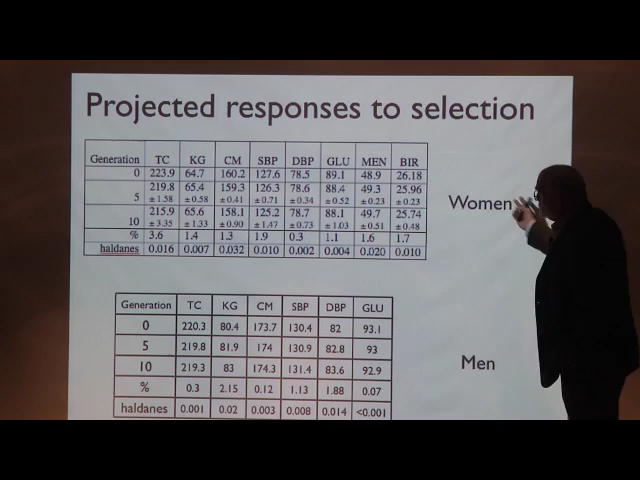 Projected responses to selection
Generation TC KG CM SBP DBP GLU MEN BIR
0 223.9 64.7 160.2 127.6 78.5 89.1 48.9 26.18
219.8 65.4 159.3 126.3 78.6 88.4 49.3 25.96
5 ± 1.58 ± 0.58 ± 0.41 ± 0.71 ± 0.34 ± 0.52 ± 0.23 ± 0.23
215.9 65.6 158.1 125.2 78.7 88.1 49.7 25.74
10 ± 3.35 ± 1.33 ± 0.90 ± 1.47 ± 0.73 ± 1.03 ± 0.51 ± 0.48
% 3.6 1.4 1.3 1.9 0.3 1.1 1.6 1.7
haldanes 0.016 0.007 0.032 0.010 0.002 0.004 0.020 0.010
Women
Generation TC KG CM SBP DBP GLU
0 220.3 80.4 173.7 130.4 82 93.1
5 219.8 81.9 174 130.9 82.8 93
10 219.3 83 174.3 131.4 83.6 92.9
% 0.3 2.15 0.12 1.13 1.88 0.07
haldanes 0.001 0.02 0.003 0.008 0.014 <0.001
Men